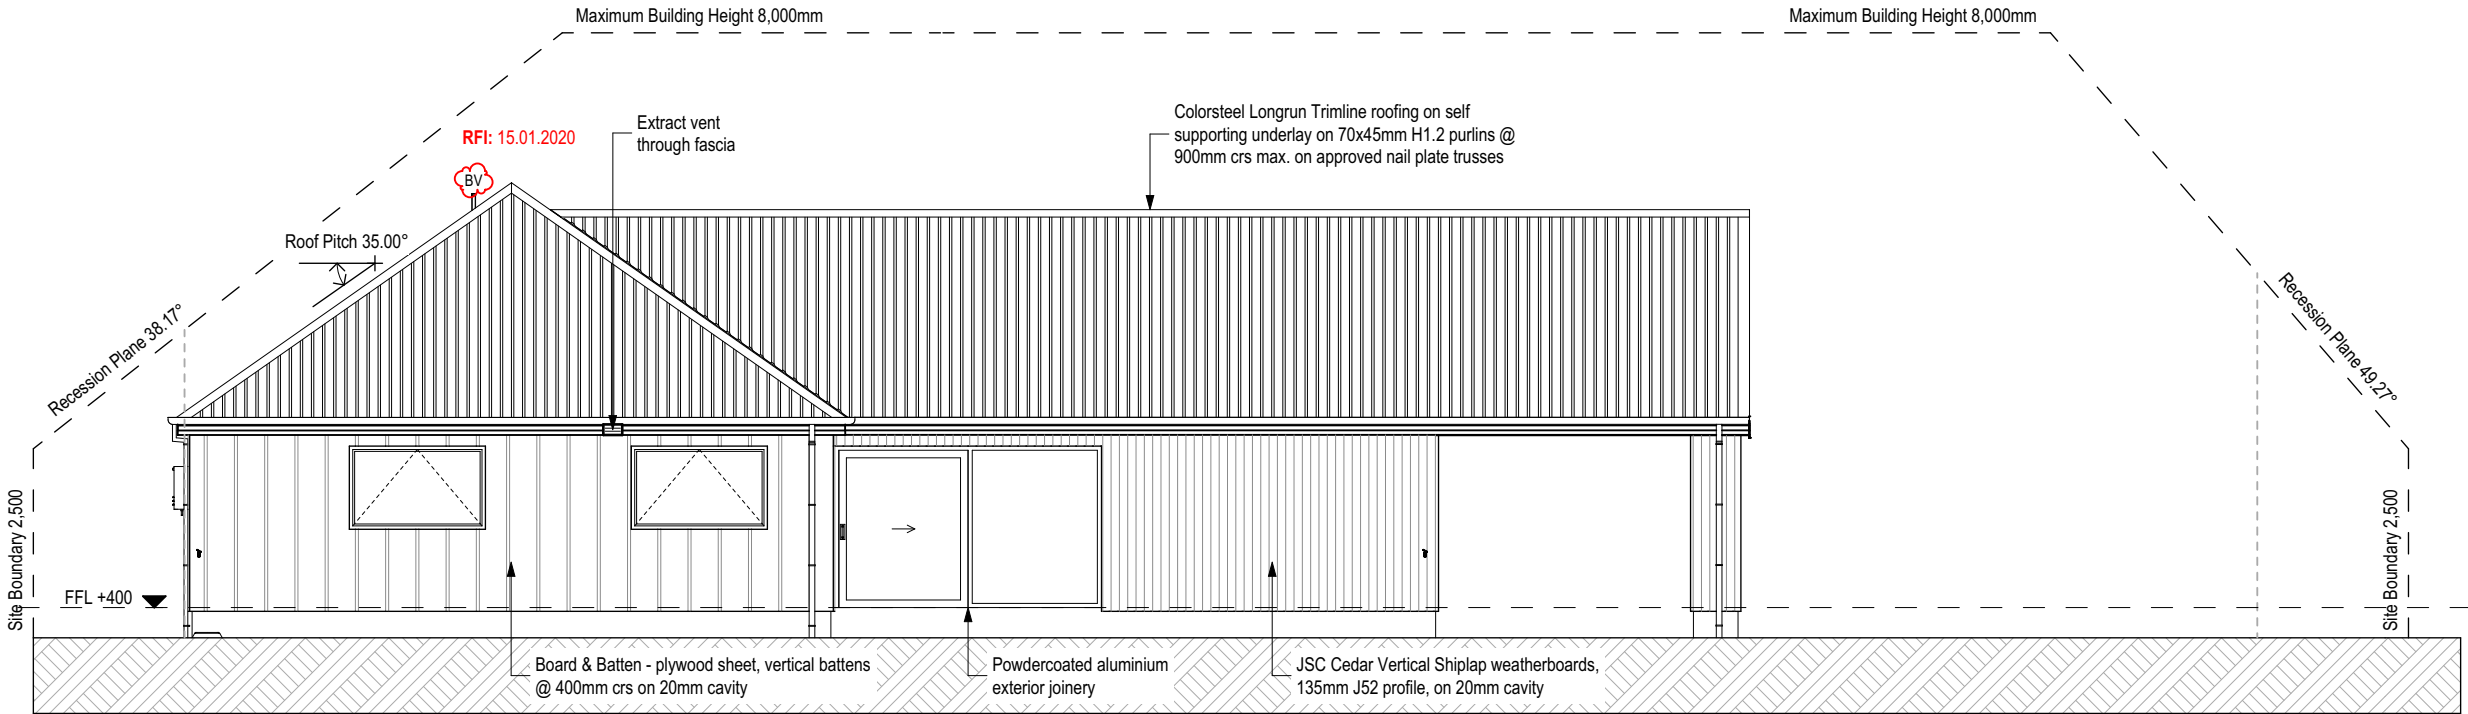 Maximum Building Height 8,000mm
Maximum Building Height 8,000mm
RFI: 15.01.2020
Extract vent
through fascia
Colorsteel Longrun Trimline roofing on self
supporting underlay on 70x45mm H1.2 purlins @
900mm crs max. on approved nail plate trusses
BV
Roof Pitch 35.00°
Recession Plane 38.17°
Recession Plane 49.27°
Site Boundary 2,500
FFL +400
Site Boundary 2,500
Board & Batten - plywood sheet, vertical battens
@ 400mm crs on 20mm cavity
Powdercoated aluminium
exterior joinery
JSC Cedar Vertical Shiplap weatherboards,
135mm J52 profile, on 20mm cavity